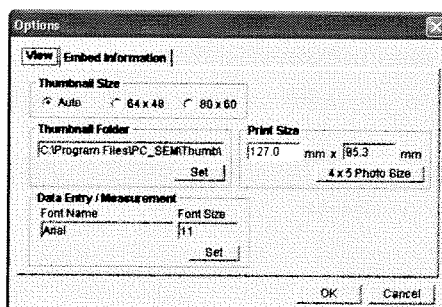 Options
View Embed Information
Thumbnail Size
Auto 64 x 48 80 x 60
Thumbnail Folder Print Size
C:\Program Files\PC_SEM\Thumb\ 127.0 mm x 95.3 mm
Set 4 x 5 Photo Size
Data Entry / Measurement
Font Name Font Size
Arial 11
Set
OK Cancel